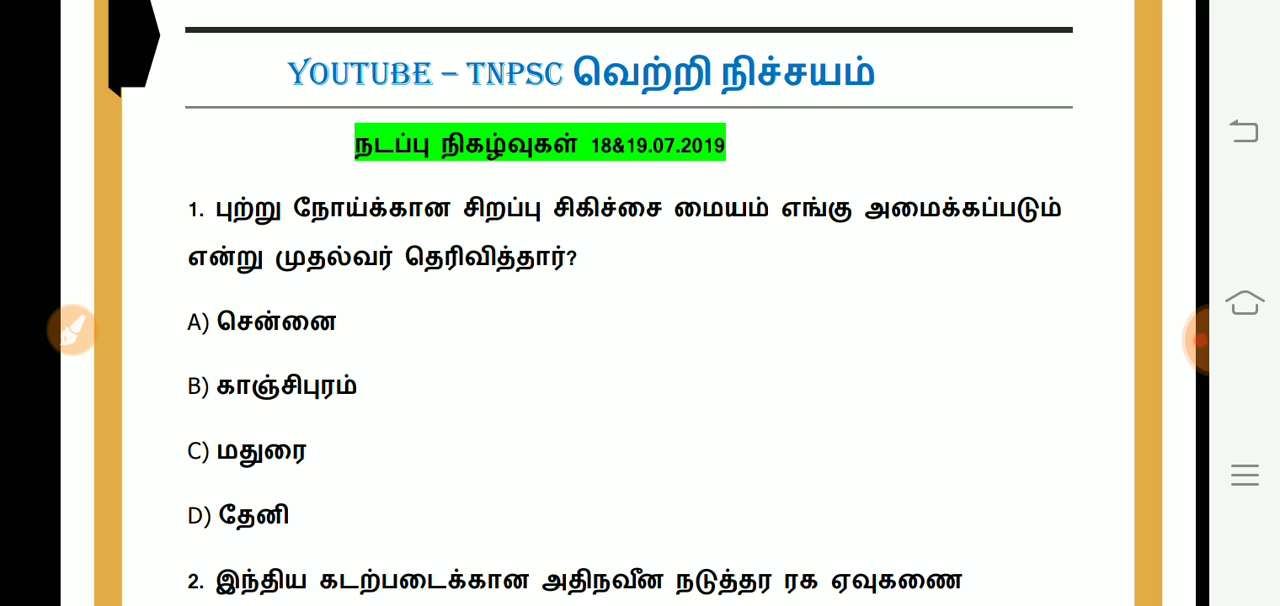 YOUTUBE – TNPSC வெற்றி நிச்சயம்
நடப்பு நிகழ்வுகள் 18&19.07.2019
1. புற்று நோய்க்கான சிறப்பு சிகிச்சை மையம் எங்கு அமைக்கப்படும்
என்று முதல்வர் தெரிவித்தார்?
A) சென்னை
B) காஞ்சிபுரம்
C) மதுரை
D) தேனி
2. இந்திய கடற்படைக்கான அதிநவீன நடுத்தர ரக ஏவுகணை